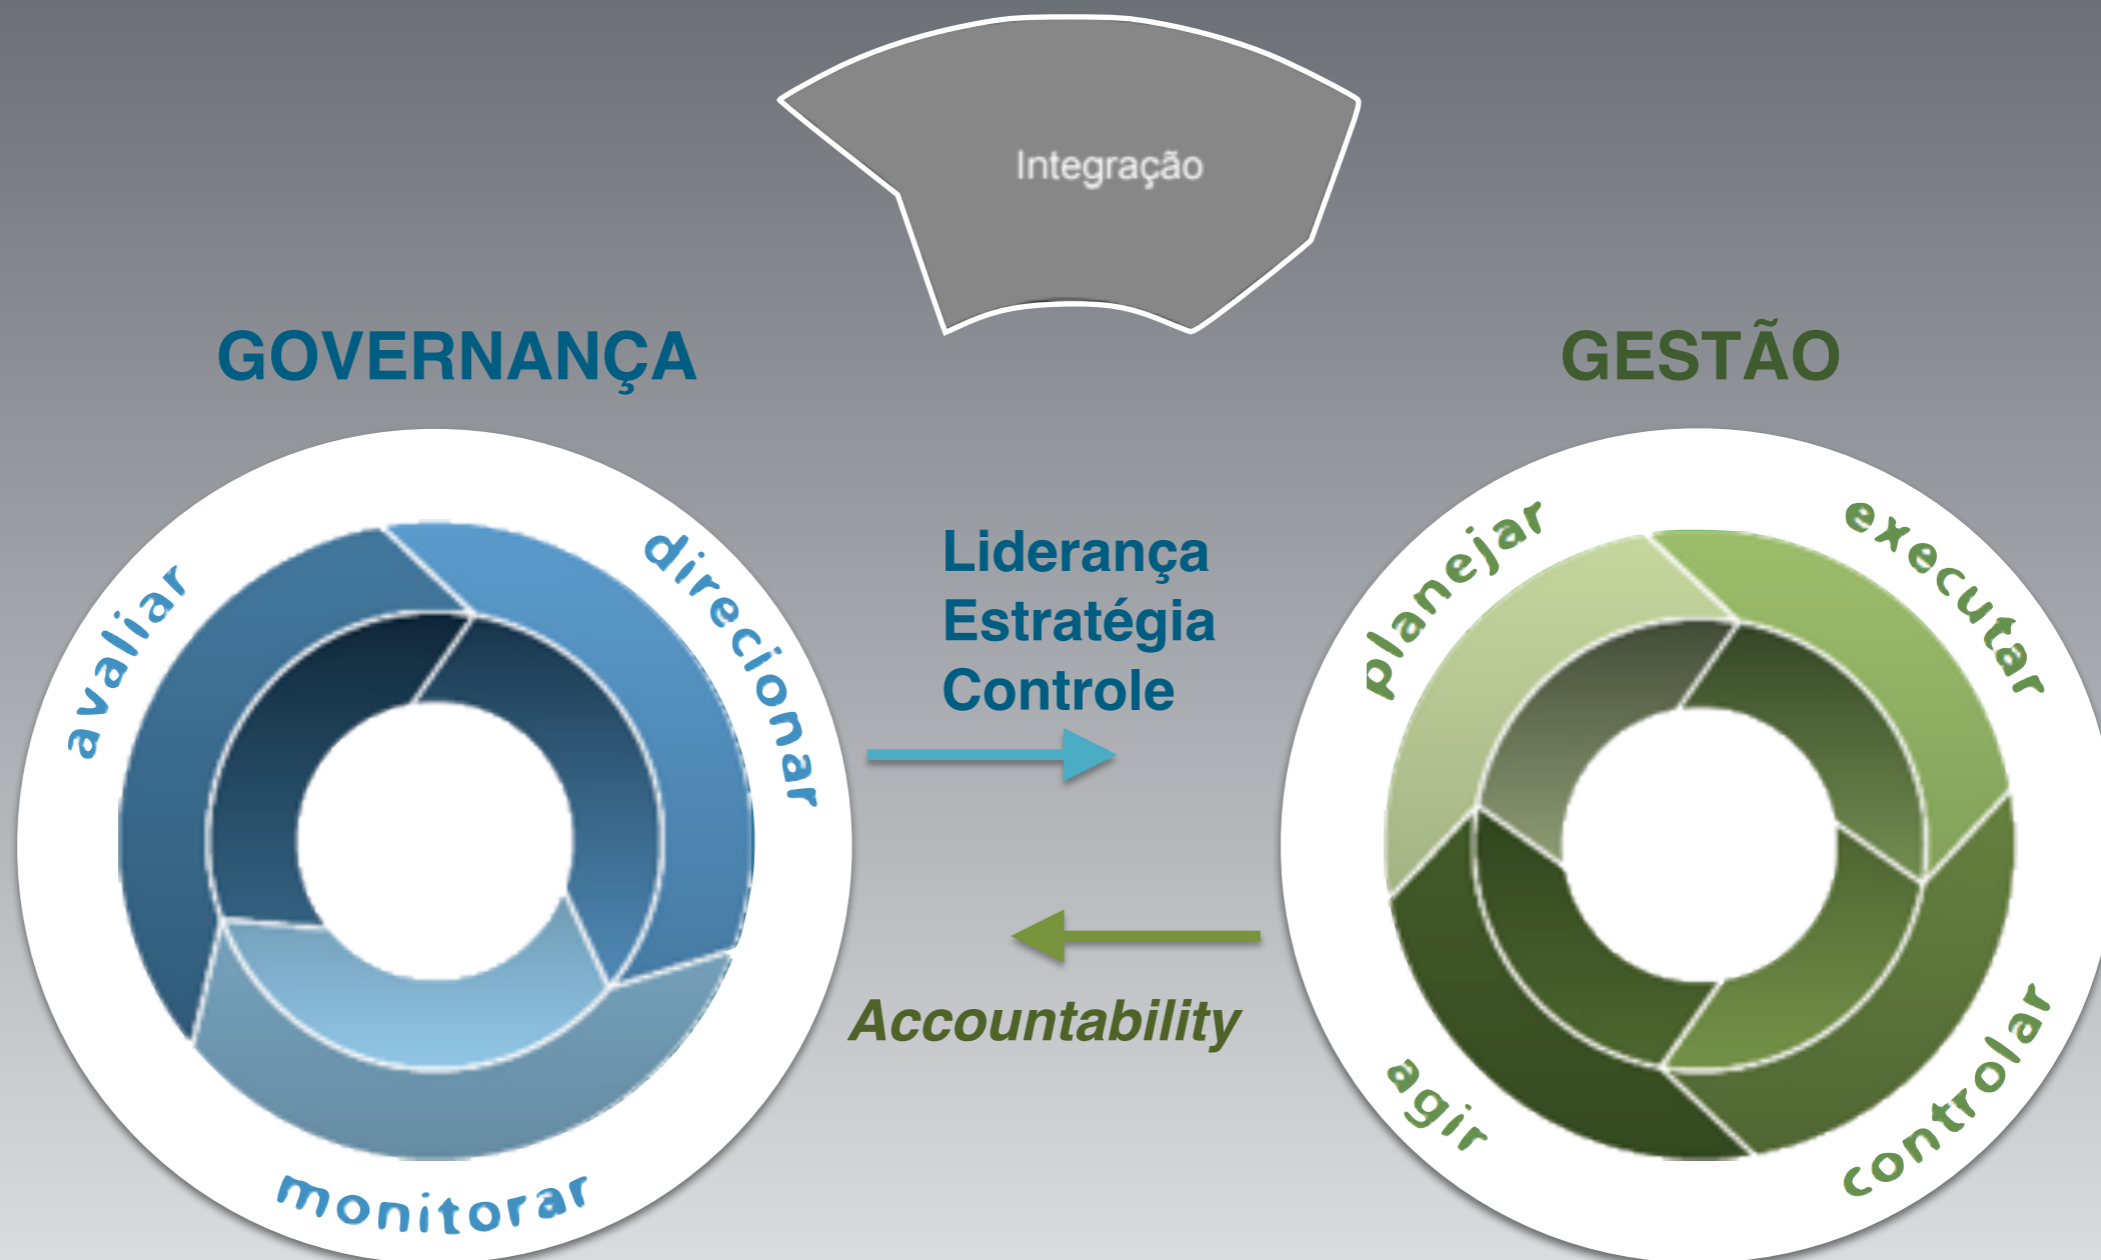 Integração
GOVERNANÇA
GESTÃO
avaliar
direcionar
monitorar
Liderança
Estratégia
Controle
Accountability
planejar
executar
controlar
agir